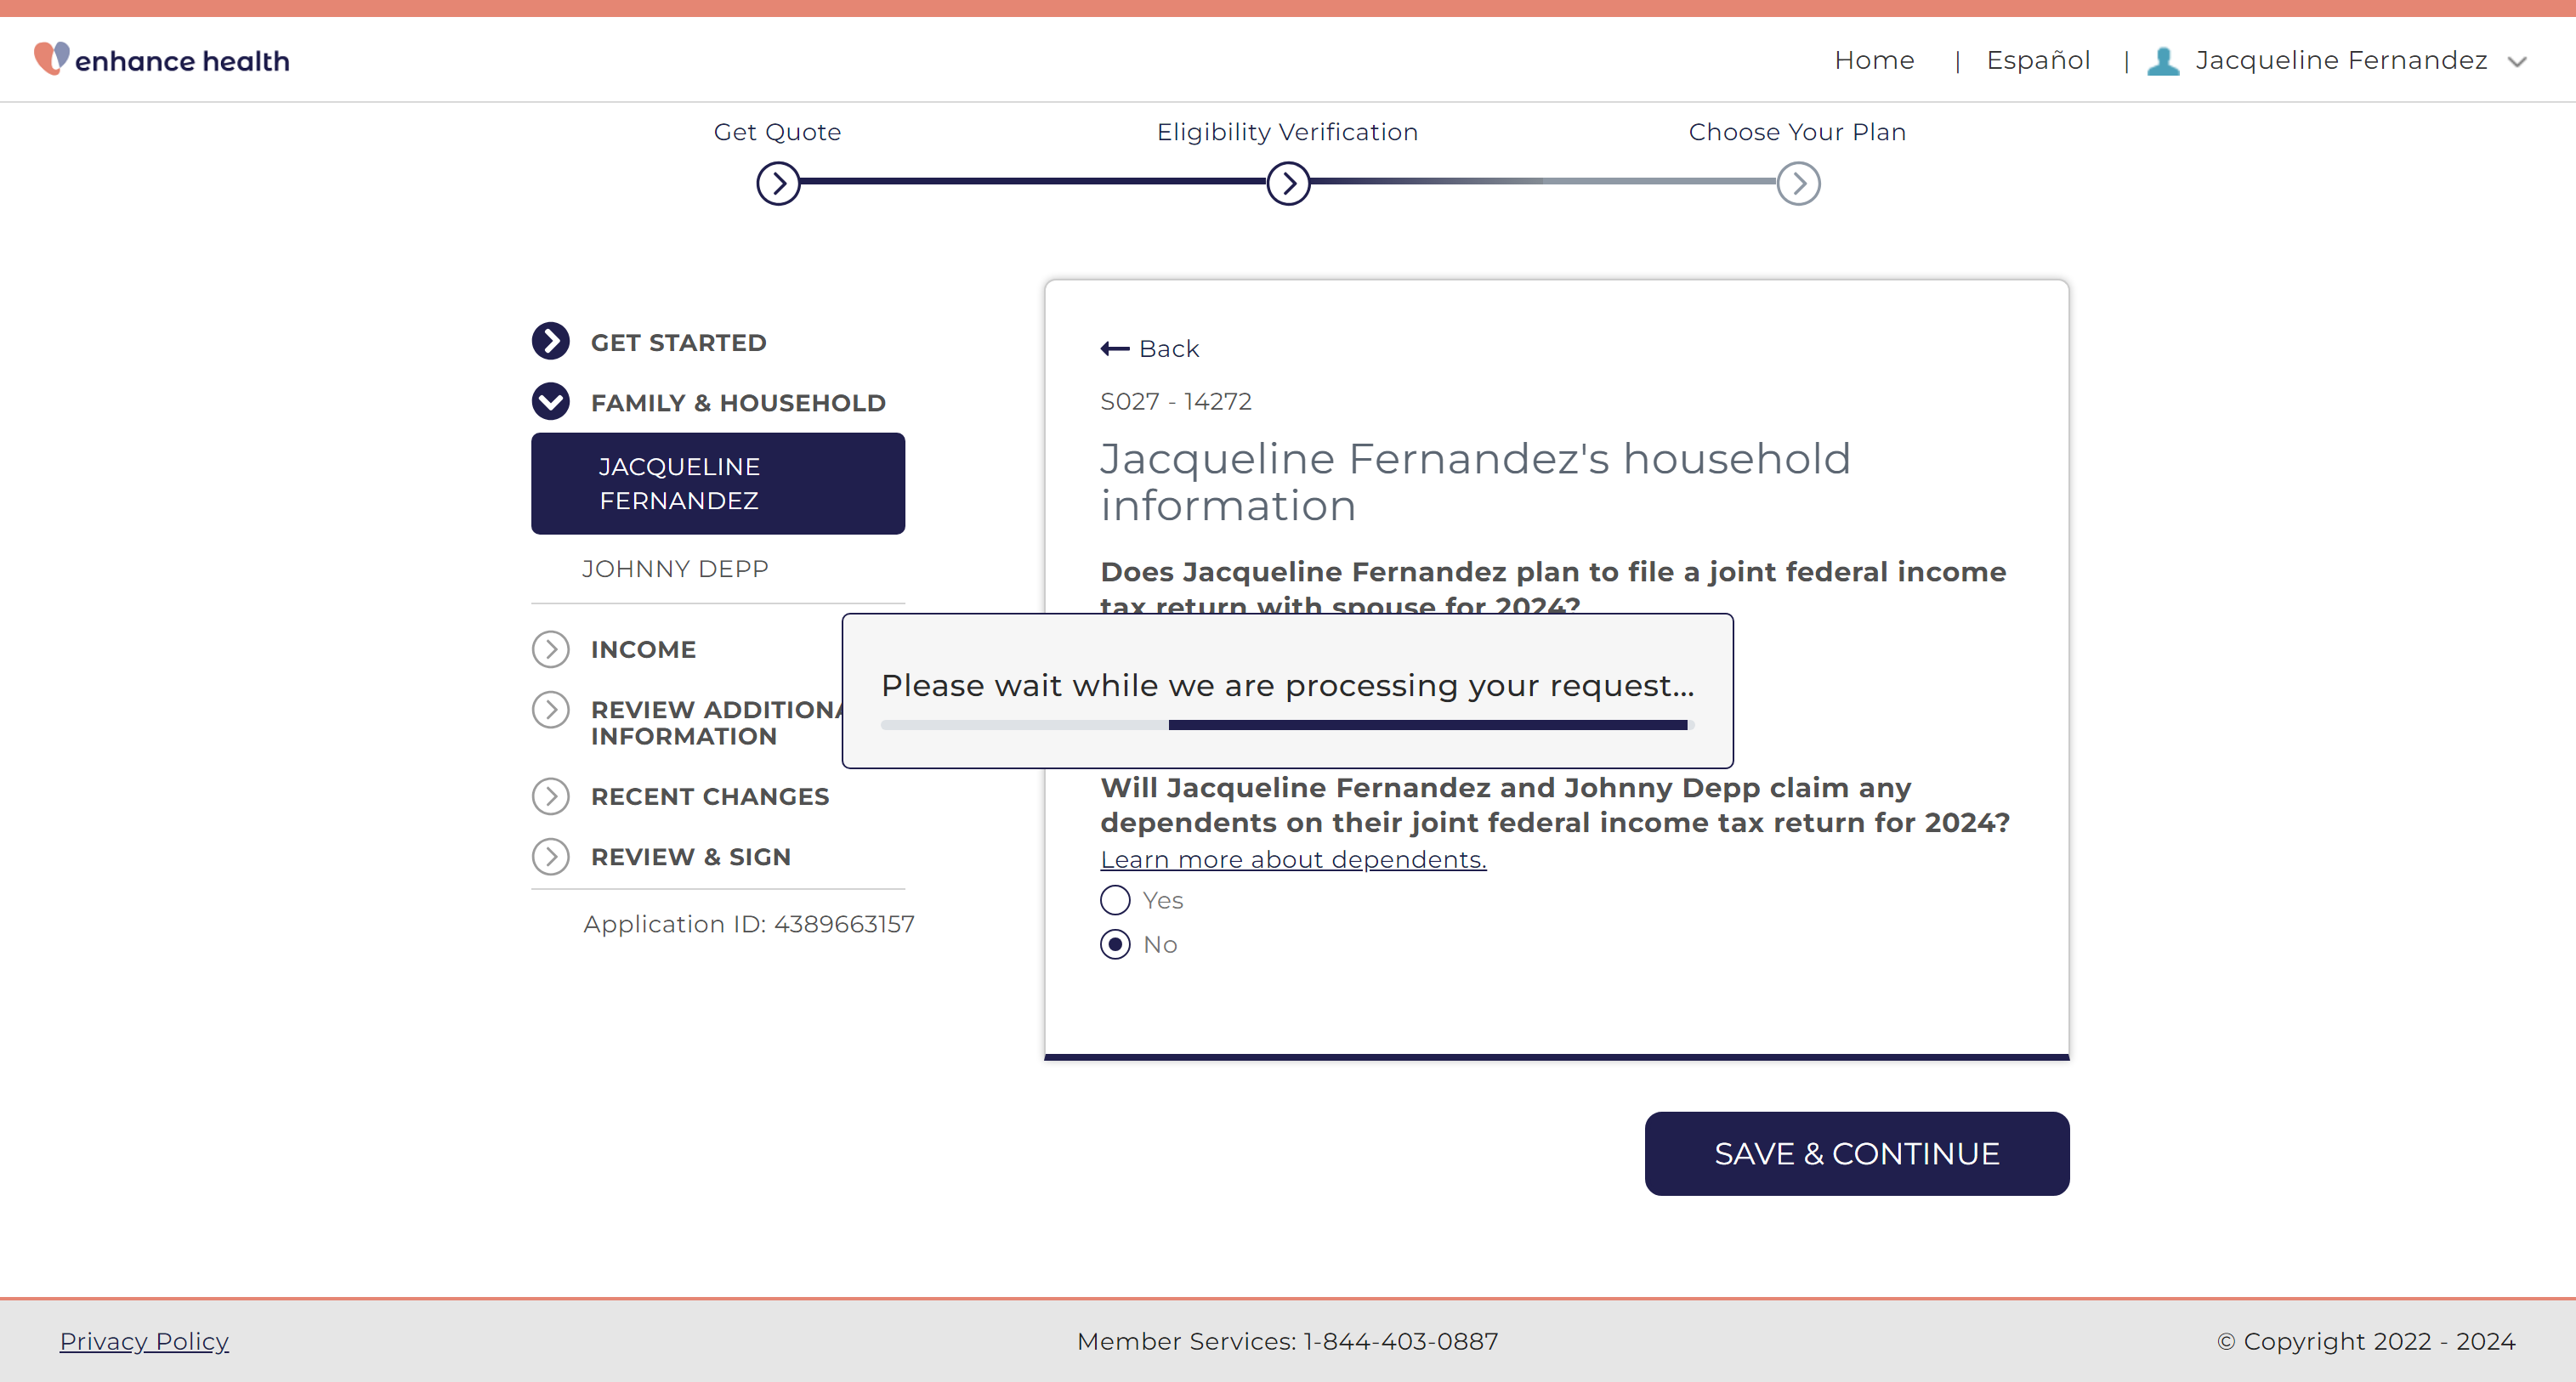 enhance health
Home | Español | Jacqueline Fernandez
Get Quote
Eligibility Verification
Choose Your Plan
GET STARTED
FAMILY & HOUSEHOLD
JACQUELINE
FERNANDEZ
JOHNNY DEPP
INCOME
REVIEW ADDITIONA
INFORMATION
RECENT CHANGES
REVIEW & SIGN
Application ID: 4389663157
Back
S027 - 14272
Jacqueline Fernandez's household
information
Does Jacqueline Fernandez plan to file a joint federal income
tax return with spouse for 2024?
Please wait while we are processing your request...
Will Jacqueline Fernandez and Johnny Depp claim any
dependents on their joint federal income tax return for 2024?
Learn more about dependents.
Yes
No
SAVE & CONTINUE
Privacy Policy
Member Services: 1-844-403-0887
© Copyright 2022 - 2024